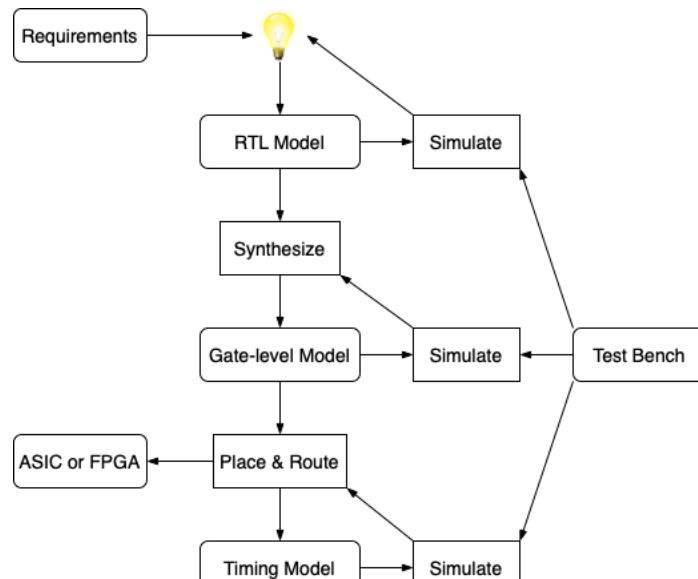 Requirements
RTL Model
Simulate
Synthesize
Gate-level Model
Simulate
Test Bench
ASIC or FPGA
Place & Route
Timing Model
Simulate